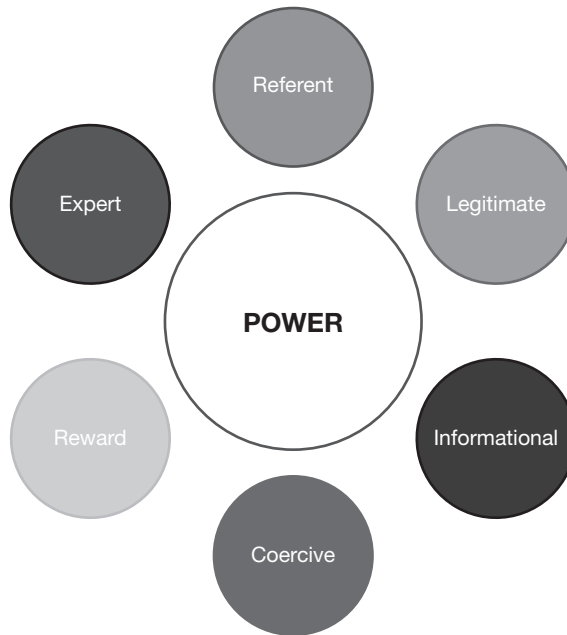 Referent
Expert
Legitimate
POWER
Reward
Informational
Coercive